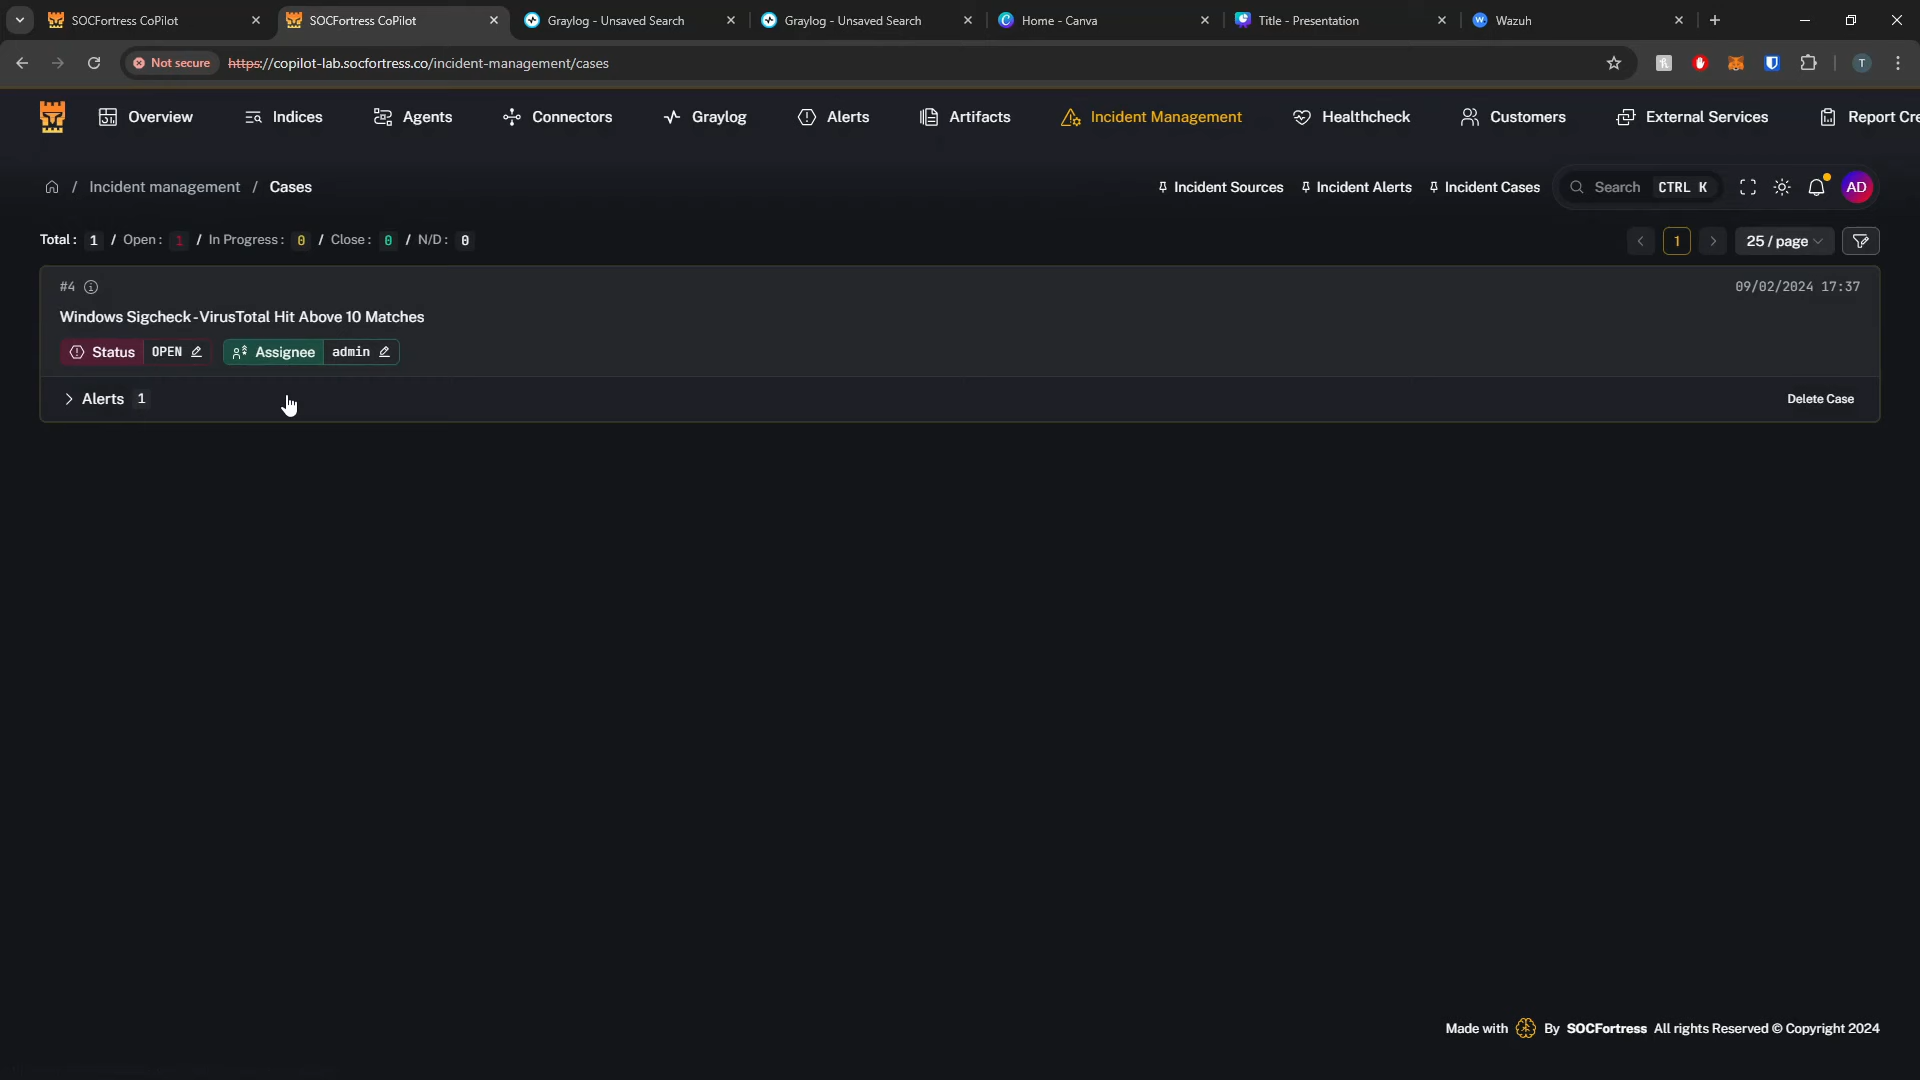 SOCFortress CoPilot
SOCFortress CoPilot
Graylog - Unsaved Search
Graylog - Unsaved Search
Home - Canva
Title - Presentation
Wazuh
Not secure
https://copilot-lab.socfortress.co/incident-management/cases
T
Overview
Indices
Agents
Connectors
Graylog
Alerts
Artifacts
Incident Management
Healthcheck
Customers
External Services
Report Cre
/ Incident management / Cases
Incident Sources
Incident Alerts
Incident Cases
Search CTRL K
AD
Total: 1 / Open: 1 / In Progress: 0 / Close: 0 / N/D: 0
1
25 / page
#4
09/02/2024 17:37
Windows Sigcheck - VirusTotal Hit Above 10 Matches
Status OPEN
Assignee admin
Alerts 1
Delete Case
Made with By SOCFortress All rights Reserved © Copyright 2024